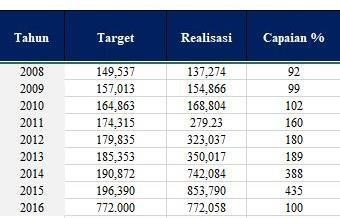 Tahun Target Realisasi Capaian %
2008 149,537 137,274 92
2009 157,013 154,866 99
2010 164,863 168,804 102
2011 174,315 279.23 160
2012 179,835 323,037 180
2013 185,353 350,017 189
2014 190,872 742,084 388
2015 196,390 853,790 435
2016 772.000 772,058 100